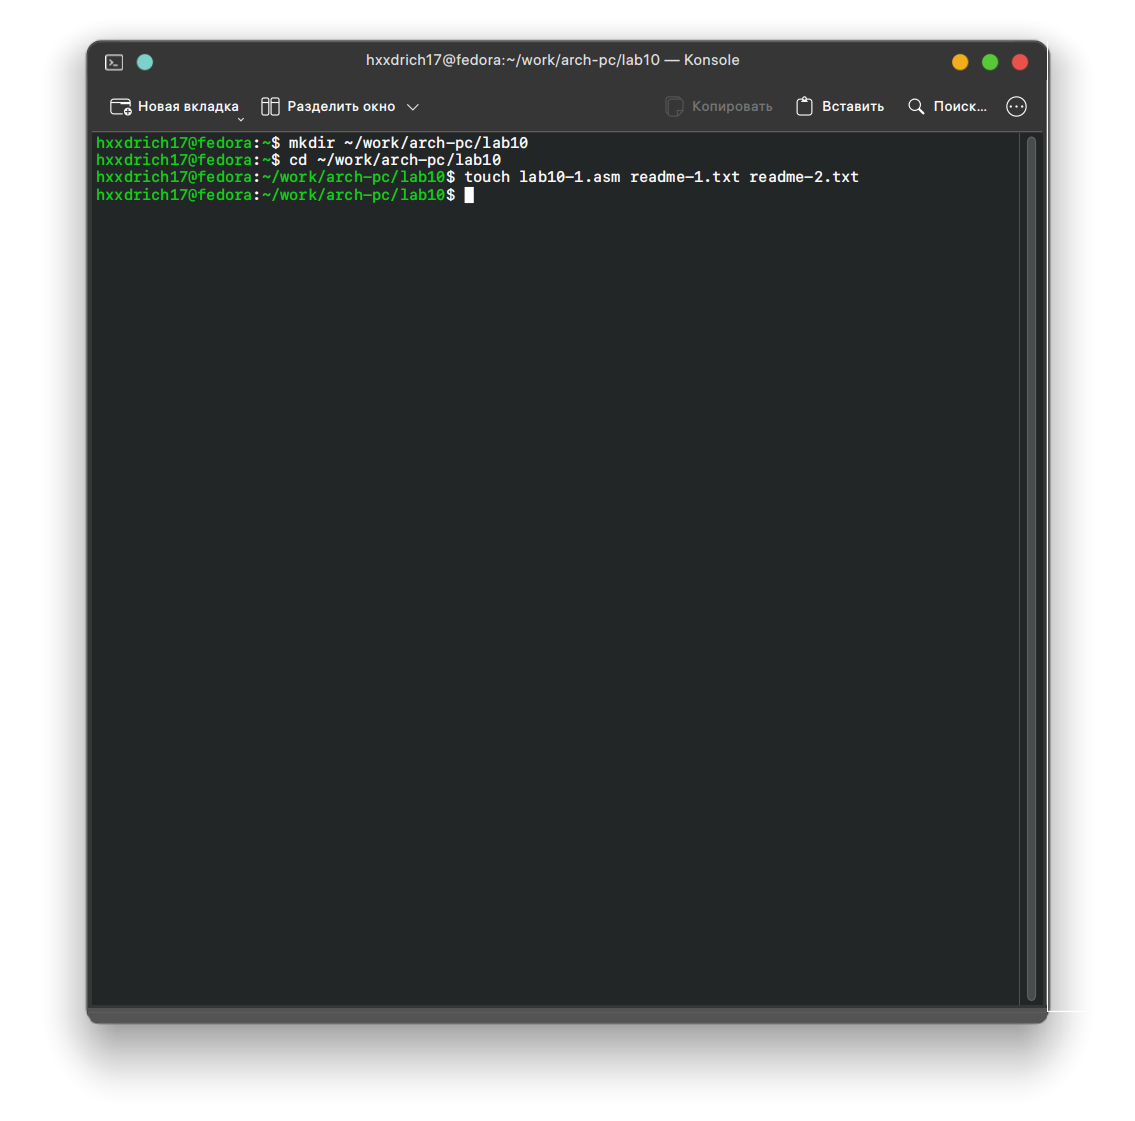 hxxdrich17@fedora:~/work/arch-pc/lab10 — Konsole
Новая вкладка Разделить окно Копировать Вставить Поиск...
hxxdrich17@fedora:~$ mkdir ~/work/arch-pc/lab10
hxxdrich17@fedora:~$ cd ~/work/arch-pc/lab10
hxxdrich17@fedora:~/work/arch-pc/lab10$ touch lab10-1.asm readme-1.txt readme-2.txt
hxxdrich17@fedora:~/work/arch-pc/lab10$